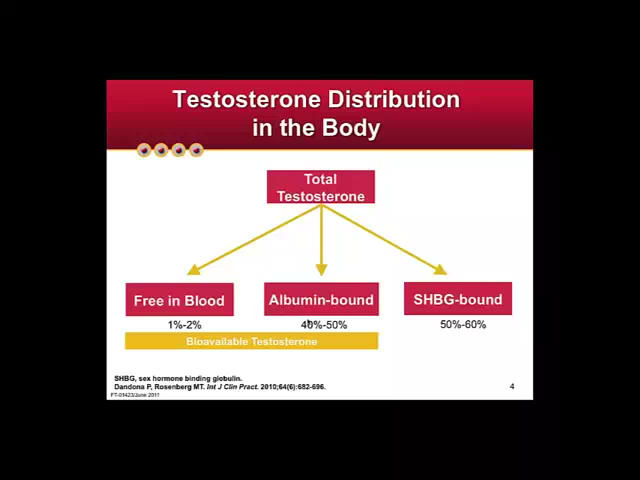 Testosterone Distribution
in the Body
Total
Testosterone
Free in Blood
Albumin-bound
SHBG-bound
1%-2%
40%-50%
50%-60%
Bioavailable Testosterone
SHBG, sex hormone binding globulin.
Dandona P, Rosenberg MT. Int J Clin Pract. 2010;64(6):682-696.
4
FT-01423/June 2011